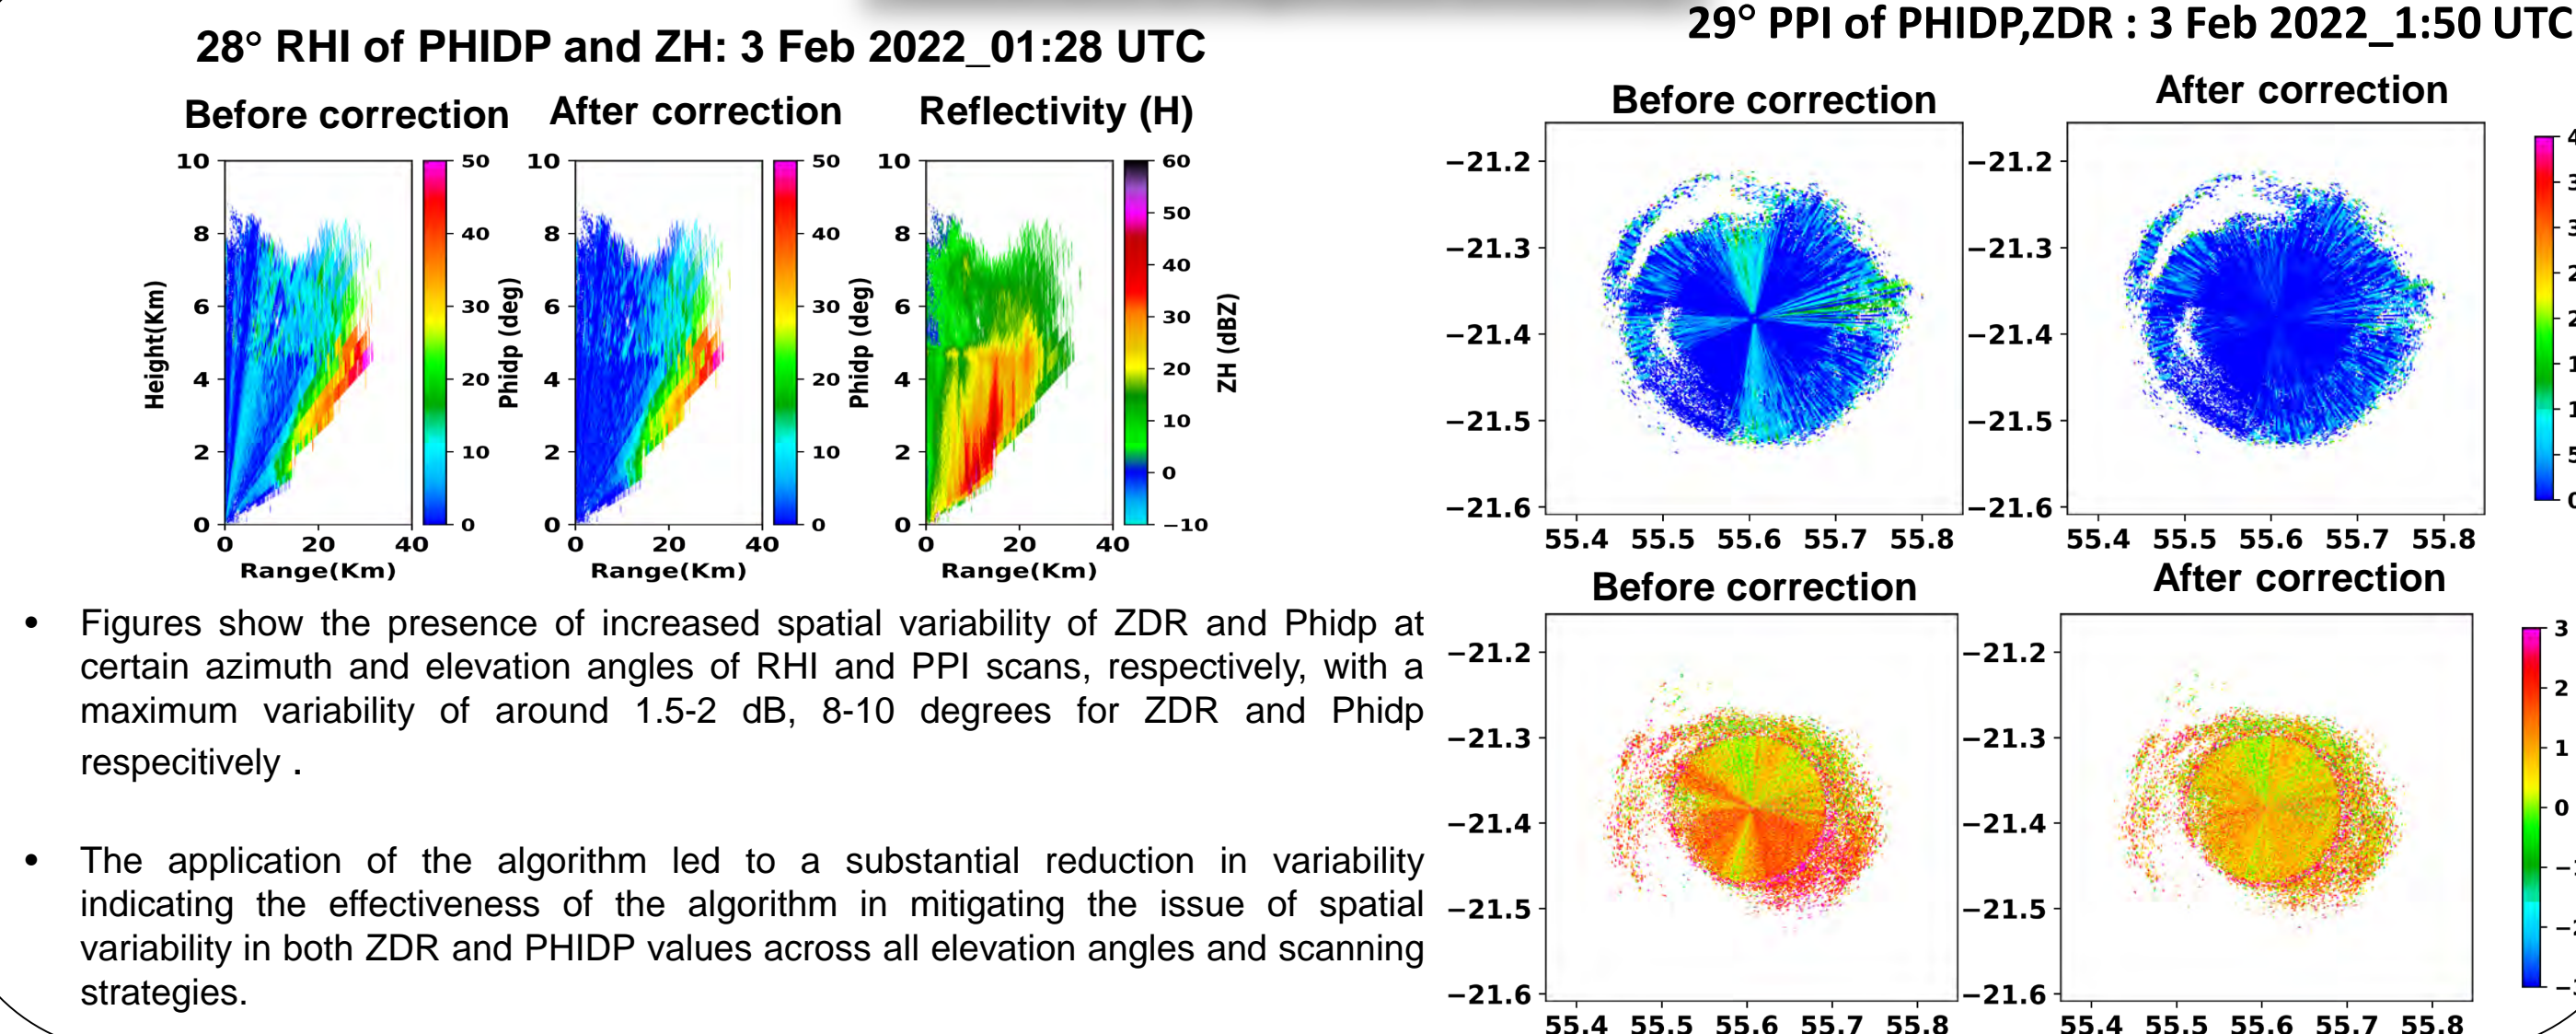 28° RHI of PHIDP and ZH: 3 Feb 2022_01:28 UTC
Before correction
After correction
Reflectivity (H)
10
8
6
4
2
0
Height(Km)
0 20 40
Range(Km)
50
40
30
20
10
0
Phidp (deg)
10
8
6
4
2
0
0 20 40
Range(Km)
50
40
30
20
10
0
Phidp (deg)
10
8
6
4
2
0
0 20 40
Range(Km)
60
50
40
30
20
10
0
−10
ZH (dBZ)
• Figures show the presence of increased spatial variability of ZDR and Phidp at
certain azimuth and elevation angles of RHI and PPI scans, respectively, with a
maximum variability of around 1.5-2 dB, 8-10 degrees for ZDR and Phidp
respecitively .
• The application of the algorithm led to a substantial reduction in variability
indicating the effectiveness of the algorithm in mitigating the issue of spatial
variability in both ZDR and PHIDP values across all elevation angles and scanning
strategies.
29° PPI of PHIDP,ZDR : 3 Feb 2022_1:50 UTC
Before correction
After correction
−21.2
−21.3
−21.4
−21.5
−21.6
55.4 55.5 55.6 55.7 55.8
−21.2
−21.3
−21.4
−21.5
−21.6
55.4 55.5 55.6 55.7 55.8
5
Before correction
After correction
−21.2
−21.3
−21.4
−21.5
−21.6
55.4 55.5 55.6 55.7 55.8
−21.2
−21.3
−21.4
−21.5
−21.6
55.4 55.5 55.6 55.7 55.8
3
2
1
0